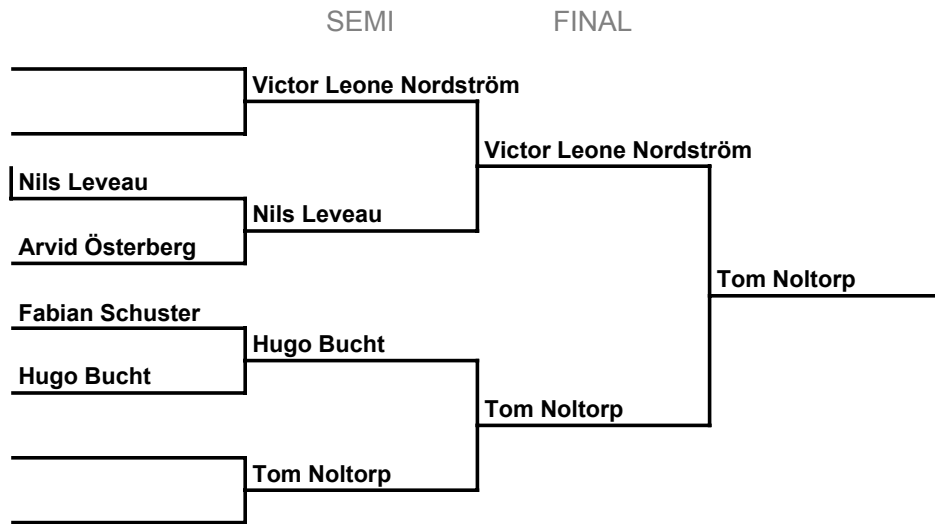 SEMI FINAL
Victor Leone Nordström
Victor Leone Nordström
Nils Leveau
Nils Leveau
Arvid Österberg
Tom Noltorp
Fabian Schuster
Hugo Bucht
Hugo Bucht
Tom Noltorp
Tom Noltorp